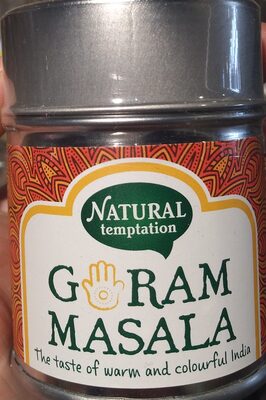 NATURAL
temptation
GARAM
MASALA
The taste of warm and colourful India